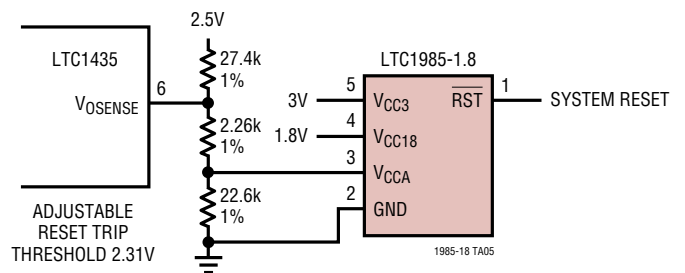 2.5V
LTC1435
27.4k
1%
LTC1985-1.8
6
VOSENSE
5
3V
VCC3
RST
1
SYSTEM RESET
2.26k
1%
4
1.8V
VCC18
3
VCCA
22.6k
1%
2
GND
ADJUSTABLE
RESET TRIP
THRESHOLD 2.31V
1985-18 TA05